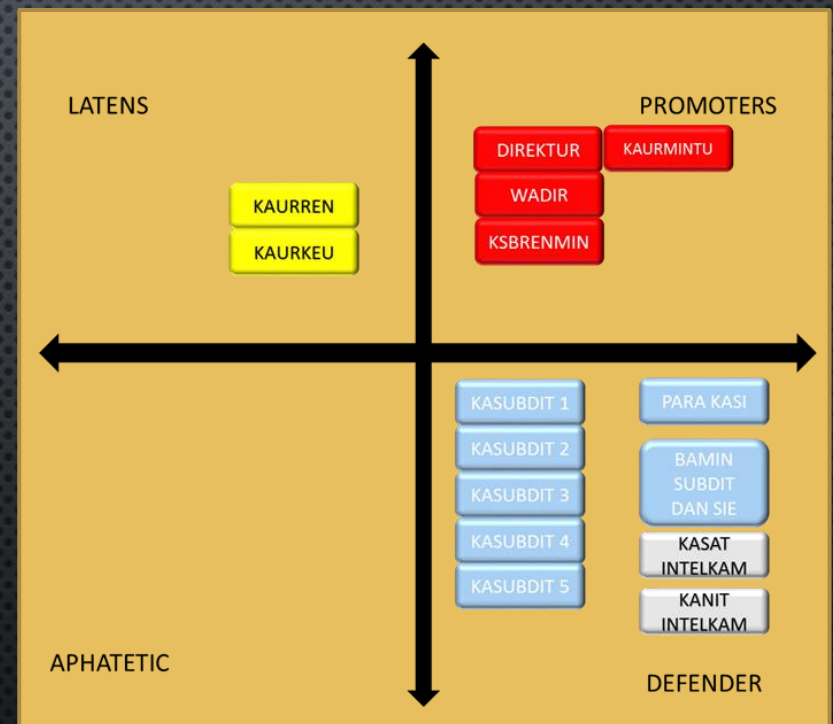 LATENS
PROMOTERS
DIREKTUR
KAURMINTU
WADIR
KSBRENMIN
KAURREN
KAURKEU
KASUBDIT 1
KASUBDIT 2
KASUBDIT 3
KASUBDIT 4
KASUBDIT 5
PARA KASI
BAMIN
SUBDIT
DAN SIE
KASAT
INTELKAM
KANIT
INTELKAM
APHATETIC
DEFENDER